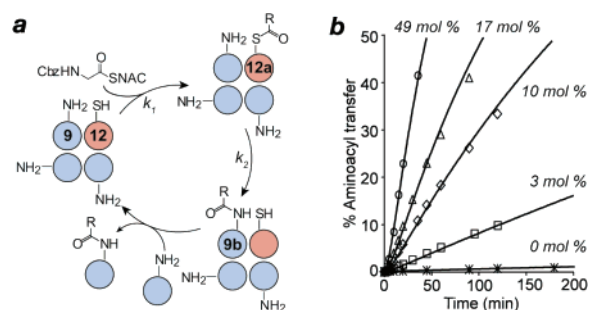 a
CbzHN
O
SNAC
k1
NH2
SH
9
12
NH2
NH2
R
O
NH
NH2
NH2
R
S
O
12a
NH2
NH2
k2
R
O
NH
SH
9b
NH2
NH2
b
% Aminoacyl transfer
50
40
30
20
10
0
49 mol %
17 mol %
10 mol %
3 mol %
0 mol %
0
50
100
150
200
Time (min)